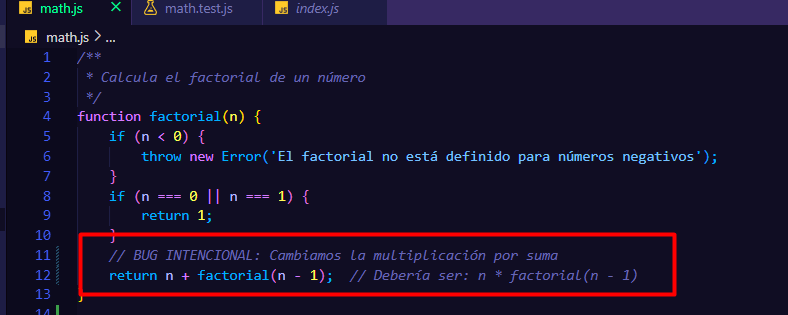 JS math.js × math.test.js JS index.js
JS math.js > ...
1 /**
2  * Calcula el factorial de un número
3  */
4 function factorial(n) {
5     if (n < 0) {
6         throw new Error('El factorial no está definido para números negativos');
7     }
8     if (n === 0 || n === 1) {
9         return 1;
10     }
11     // BUG INTENCIONAL: Cambiamos la multiplicación por suma
12     return n + factorial(n - 1);  // Debería ser: n * factorial(n - 1)
13 }
14